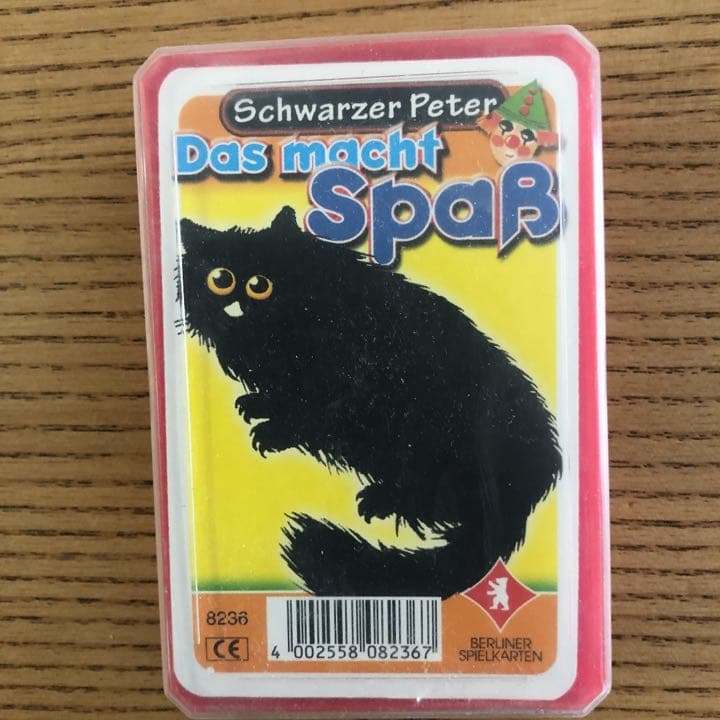 Schwarzer Peter
Das macht
Spaß
8236
CE
4 002558 082367
BERLINER
SPIELKARTEN